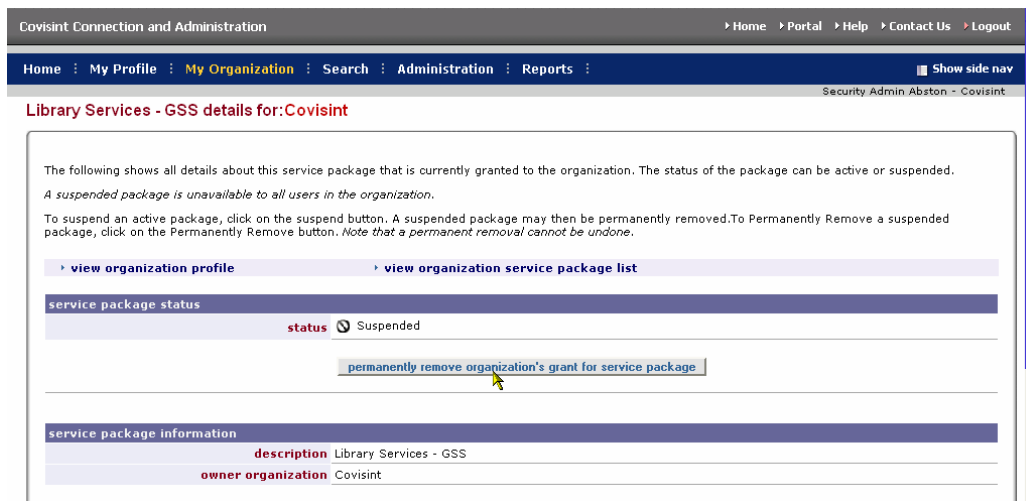 Covisint Connection and Administration
Home Portal Help Contact Us Logout
Home My Profile My Organization Search Administration Reports Show side nav
Security Admin Abston - Covisint
Library Services - GSS details for:Covisint
The following shows all details about this service package that is currently granted to the organization. The status of the package can be active or suspended.
A suspended package is unavailable to all users in the organization.
To suspend an active package, click on the suspend button. A suspended package may then be permanently removed.To Permanently Remove a suspended
package, click on the Permanently Remove button. Note that a permanent removal cannot be undone.
view organization profile view organization service package list
service package status
status Suspended
permanently remove organization's grant for service package
service package information
description Library Services - GSS
owner organization Covisint